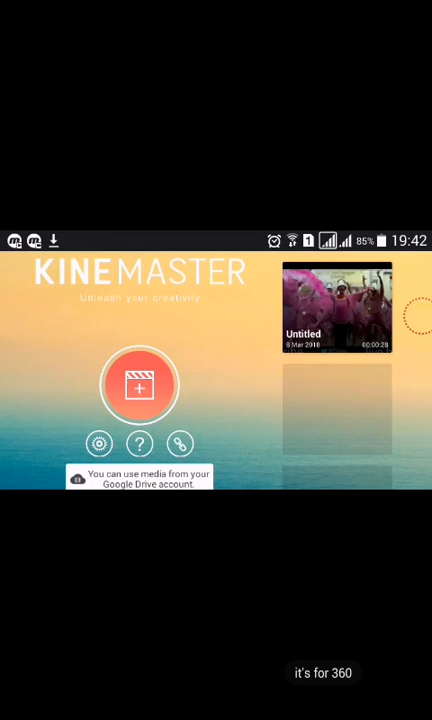 1 85% 19:42
KINEMASTER
Unleash your creativity
Untitled
8 Mar 2018 00:00:28
?
You can use media from your
Google Drive account.
it's for 360